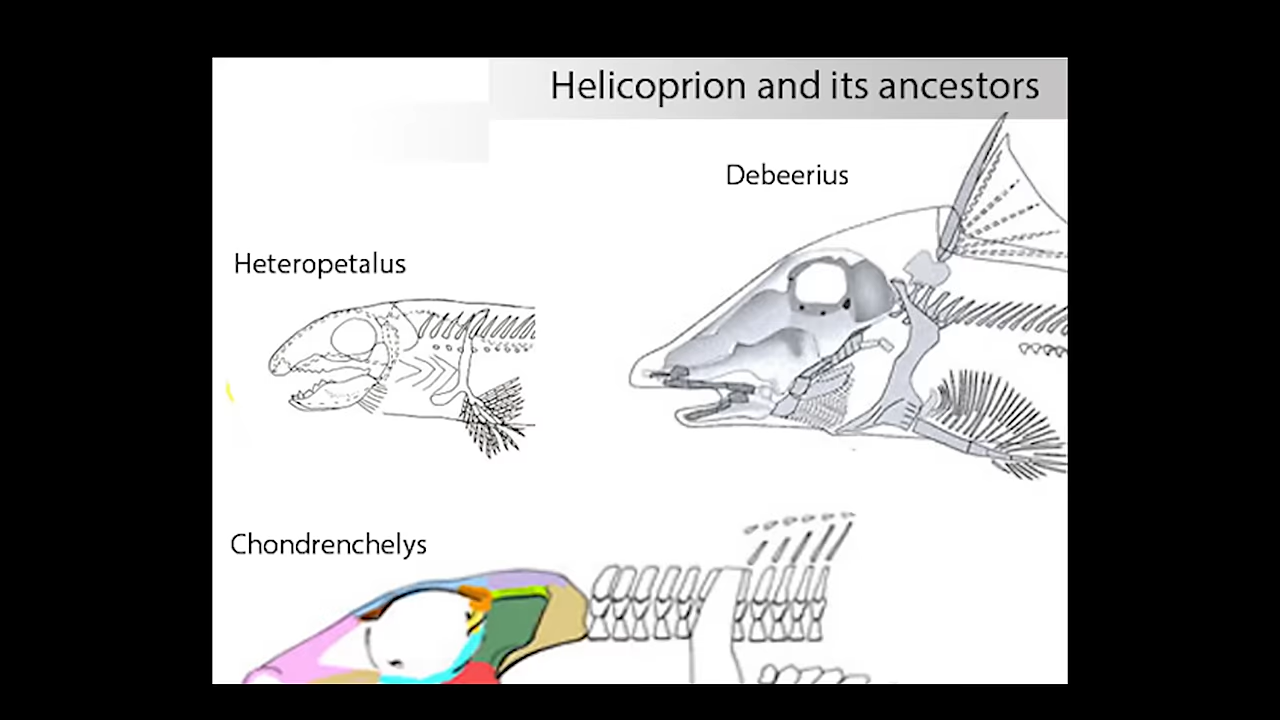 Helicoprion and its ancestors
Debeerius
Heteropetalus
Chondrenchelys